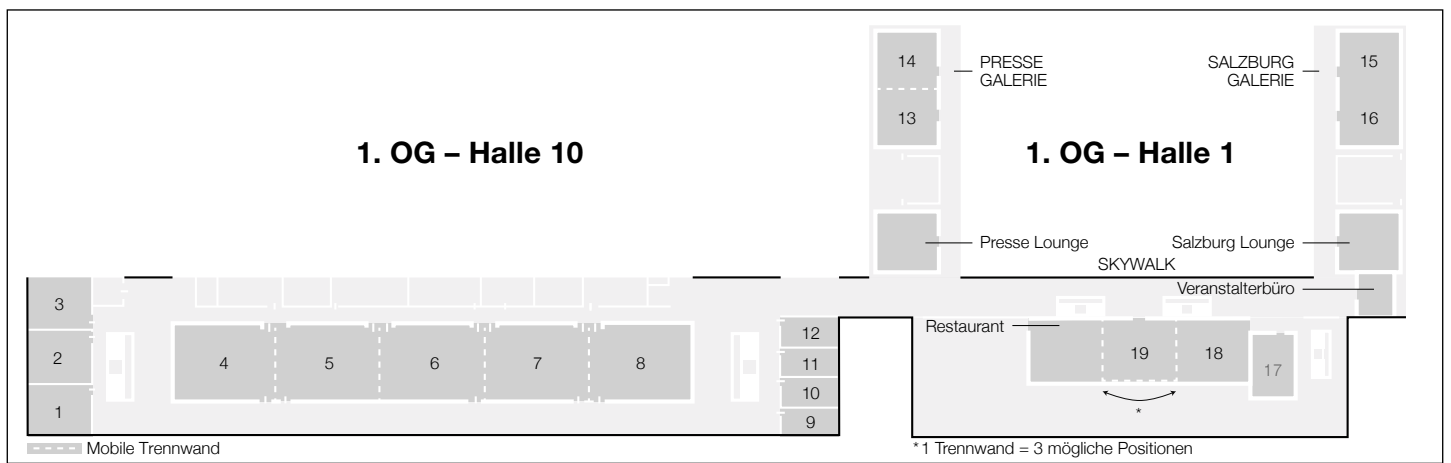 14
PRESSE
GALERIE
SALZBURG
GALERIE
15
13
16
1. OG – Halle 10
1. OG – Halle 1
Presse Lounge
Salzburg Lounge
SKYWALK
Veranstalterbüro
3
Restaurant
12
2
4
5
6
7
8
11
19
18
17
10
1
9
*
Mobile Trennwand
*1 Trennwand = 3 mögliche Positionen